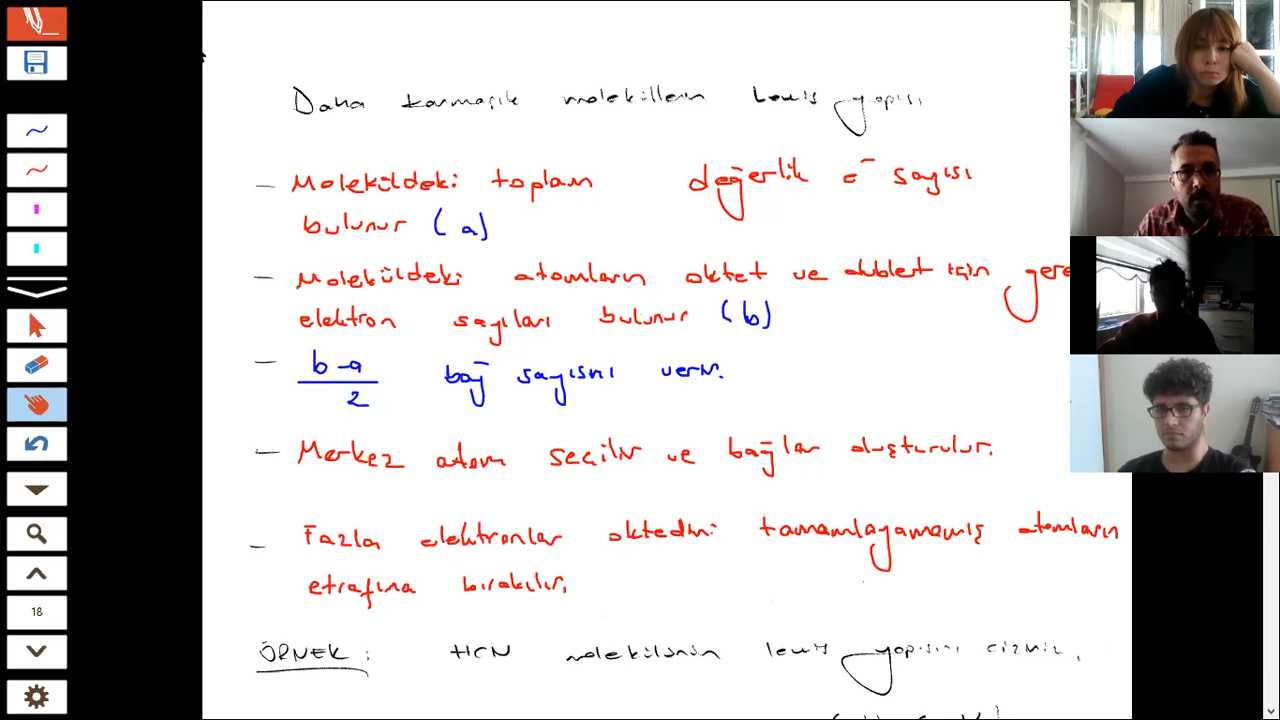 Daha karmaşık moleküllerin Lewis yapısı
- Moleküldeki toplam değerlik e⁻ sayısı
bulunur (a)
- Moleküldeki atomların oktet ve dublet için gere
elektron sayıları bulunur (b)
- b-a
2
bağ sayısını verir.
- Merkez atom seçilir ve bağlar oluşturulur.
- Fazla elektronlar oktedini tamamlayamamış atomların
etrafına bırakılır.
ÖRNEK: HCN molekülünün lewis yapısını çiziniz.
18